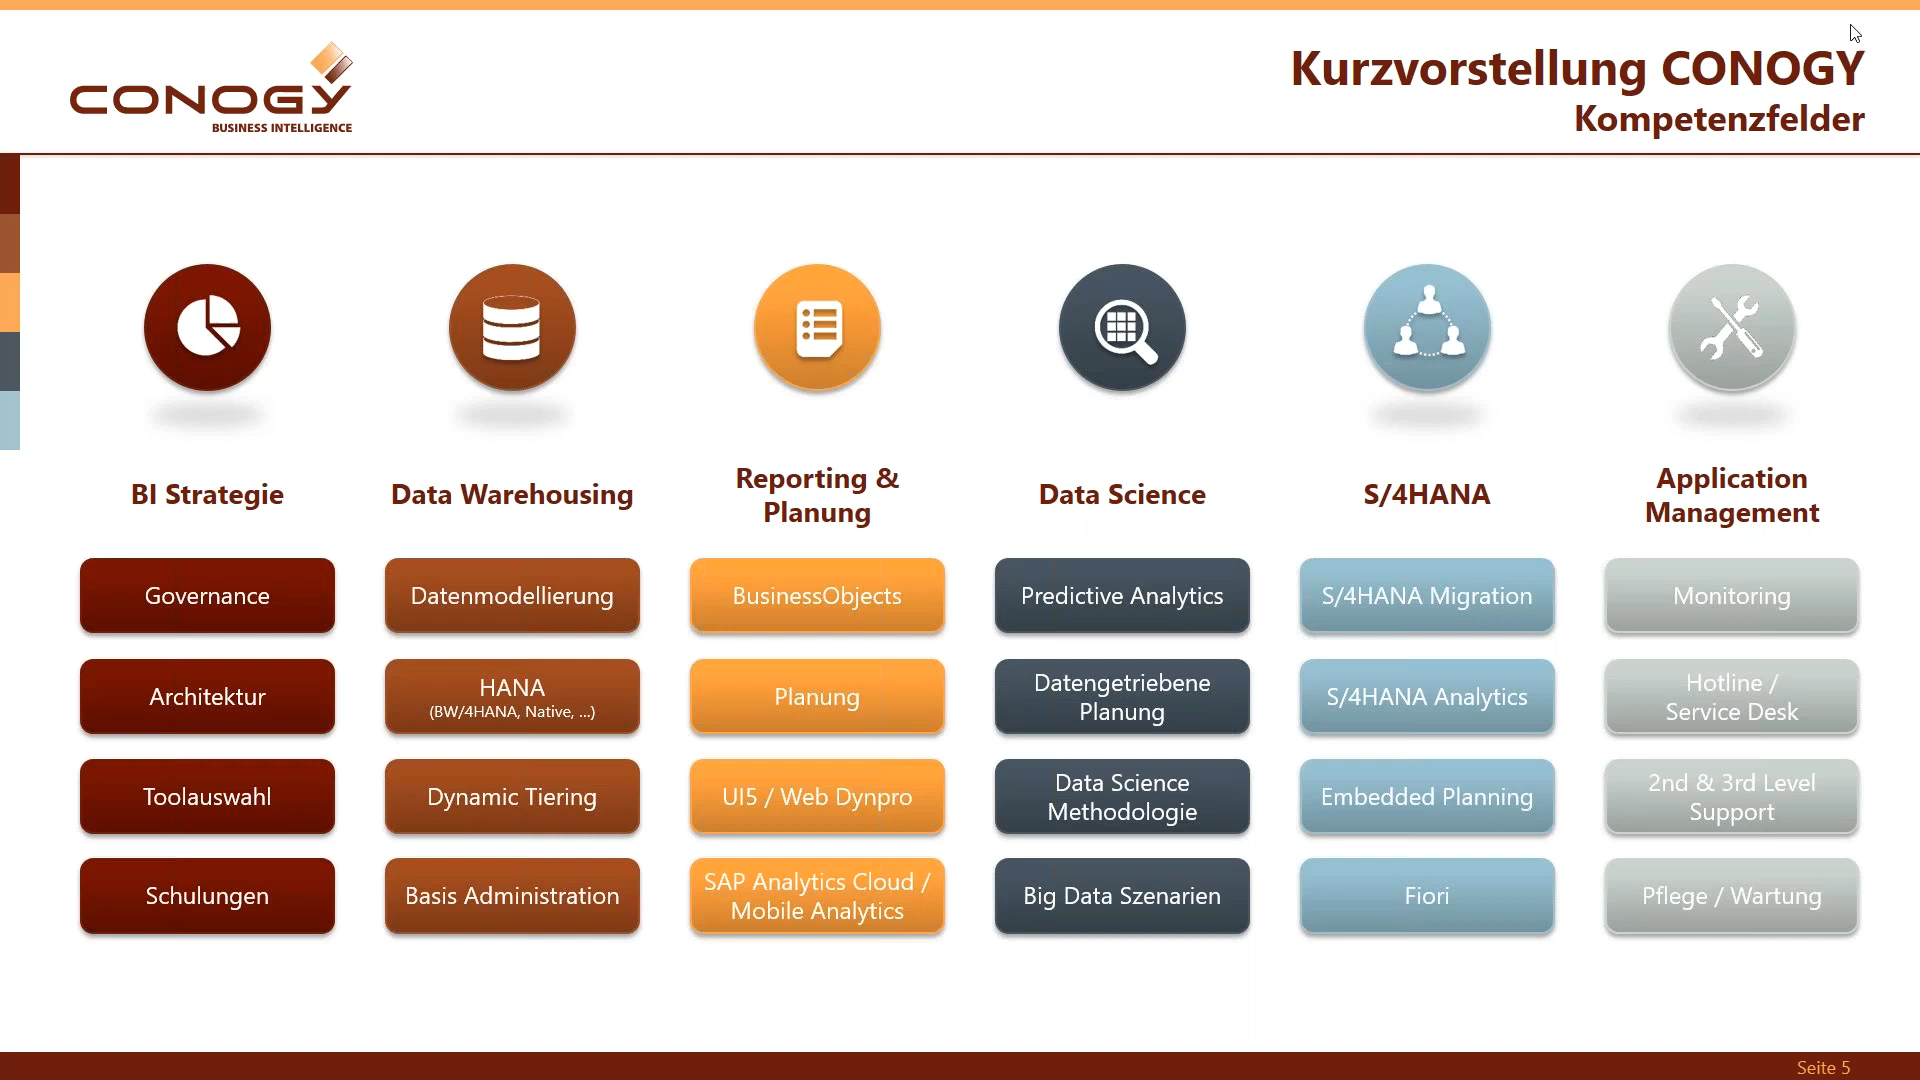 CONOGY
BUSINESS INTELLIGENCE
Kurzvorstellung CONOGY
Kompetenzfelder
BI Strategie
Governance
Architektur
Toolauswahl
Schulungen
Data Warehousing
Datenmodellierung
HANA
(BW/4HANA, Native, ...)
Dynamic Tiering
Basis Administration
Reporting &
Planung
BusinessObjects
Planung
UI5 / Web Dynpro
SAP Analytics Cloud /
Mobile Analytics
Data Science
Predictive Analytics
Datengetriebene
Planung
Data Science
Methodologie
Big Data Szenarien
S/4HANA
S/4HANA Migration
S/4HANA Analytics
Embedded Planning
Fiori
Application
Management
Monitoring
Hotline /
Service Desk
2nd & 3rd Level
Support
Pflege / Wartung
Seite 5